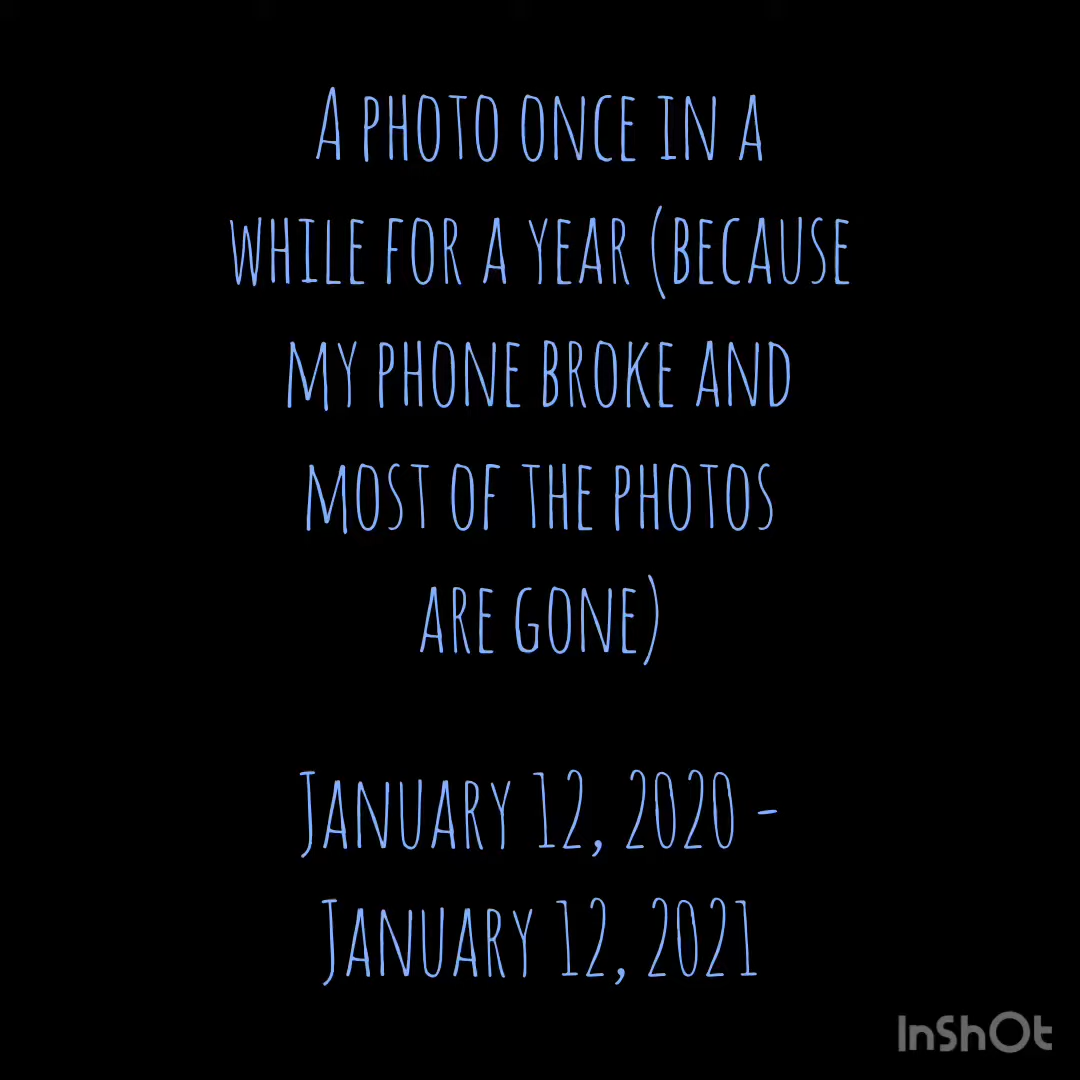 A photo once in a
while for a year (because
my phone broke and
most of the photos
are gone)
January 12, 2020 -
January 12, 2021
InShOt